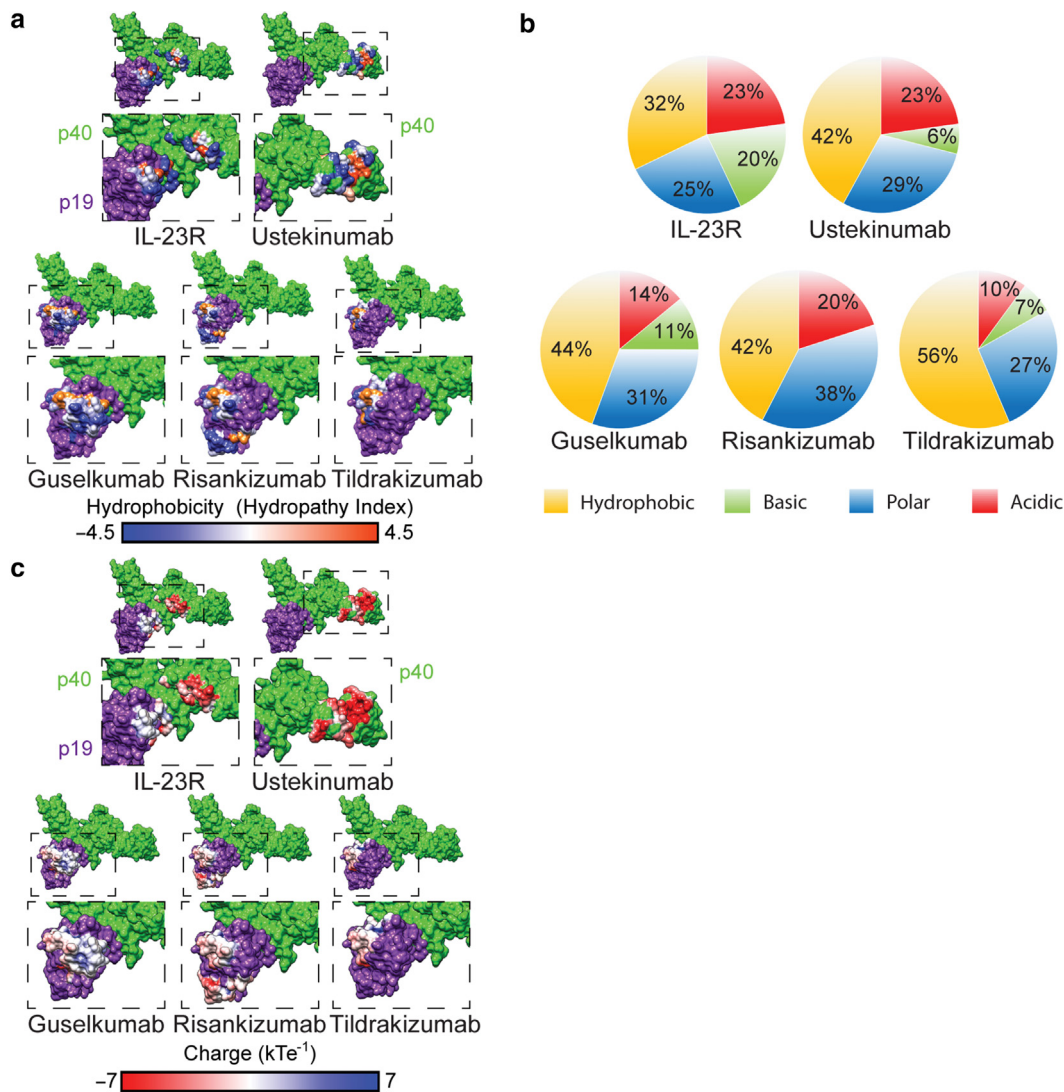 a
p40
p19
p40
IL-23R
Ustekinumab
Guselkumab
Risankizumab
Tildrakizumab
Hydrophobicity (Hydropathy Index)
−4.5
4.5
b
32%
23%
20%
25%
IL-23R
42%
23%
6%
29%
Ustekinumab
44%
14%
11%
31%
Guselkumab
42%
20%
38%
Risankizumab
56%
10%
7%
27%
Tildrakizumab
Hydrophobic
Basic
Polar
Acidic
c
p40
p19
p40
IL-23R
Ustekinumab
Guselkumab
Risankizumab
Tildrakizumab
Charge (kTe⁻¹)
−7
7